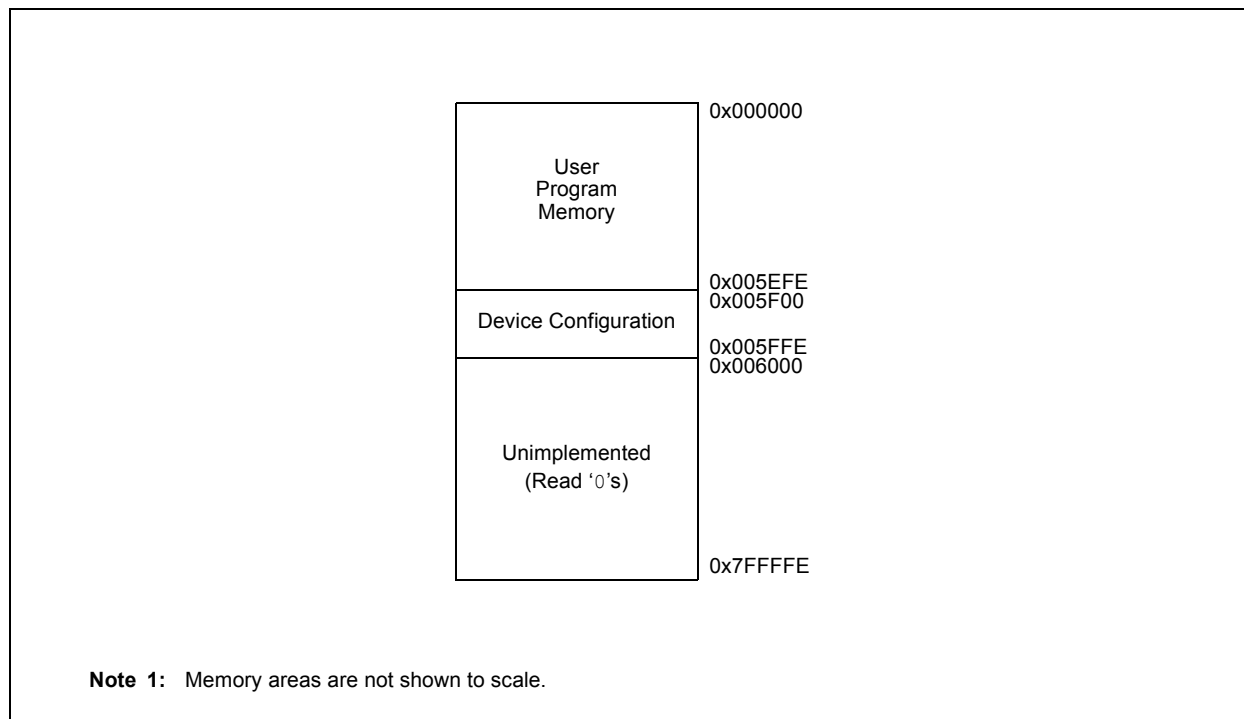 0x000000
User
Program
Memory
0x005EFE
0x005F00
Device Configuration
0x005FFE
0x006000
Unimplemented
(Read ‘0’s)
0x7FFFFE
Note 1: Memory areas are not shown to scale.